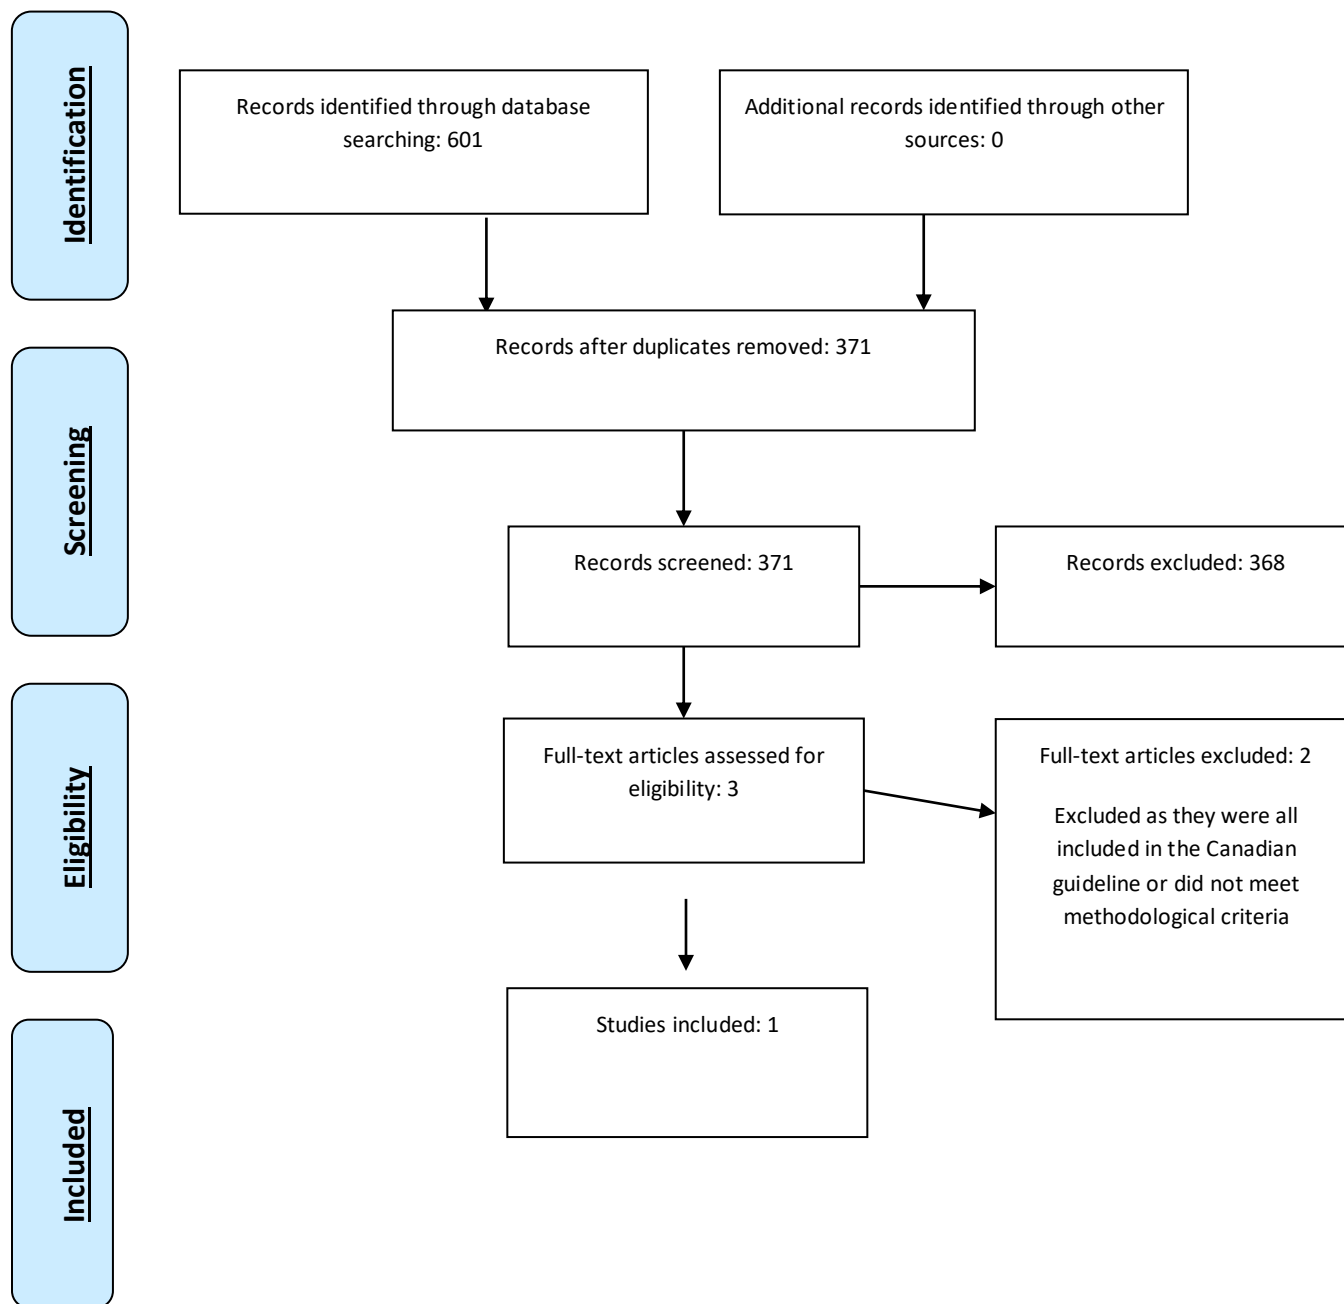 Identification
Records identified through database
searching: 601
Additional records identified through other
sources: 0
Records after duplicates removed: 371
Screening
Records screened: 371
Records excluded: 368
Eligibility
Full-text articles assessed for
eligibility: 3
Full-text articles excluded: 2
Excluded as they were all
included in the Canadian
guideline or did not meet
methodological criteria
Included
Studies included: 1